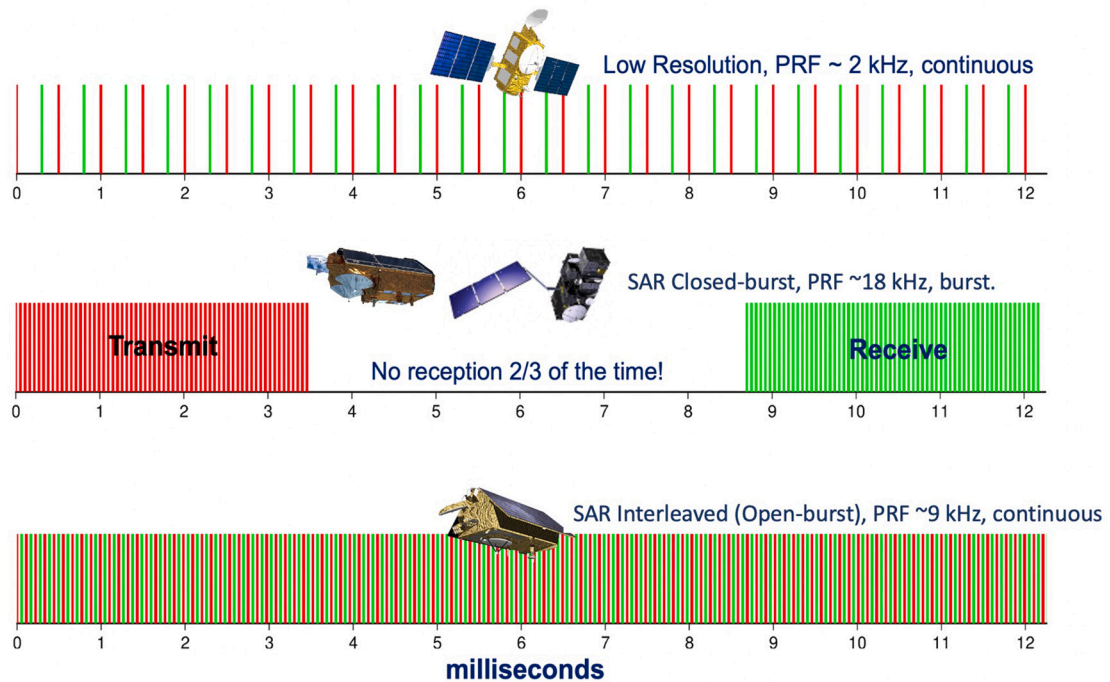 Low Resolution, PRF ~ 2 kHz, continuous
0 1 2 3 4 5 6 7 8 9 10 11 12
SAR Closed-burst, PRF ~18 kHz, burst.
Transmit
Receive
No reception 2/3 of the time!
0 1 2 3 4 5 6 7 8 9 10 11 12
SAR Interleaved (Open-burst), PRF ~9 kHz, continuous
0 1 2 3 4 5 6 7 8 9 10 11 12
milliseconds